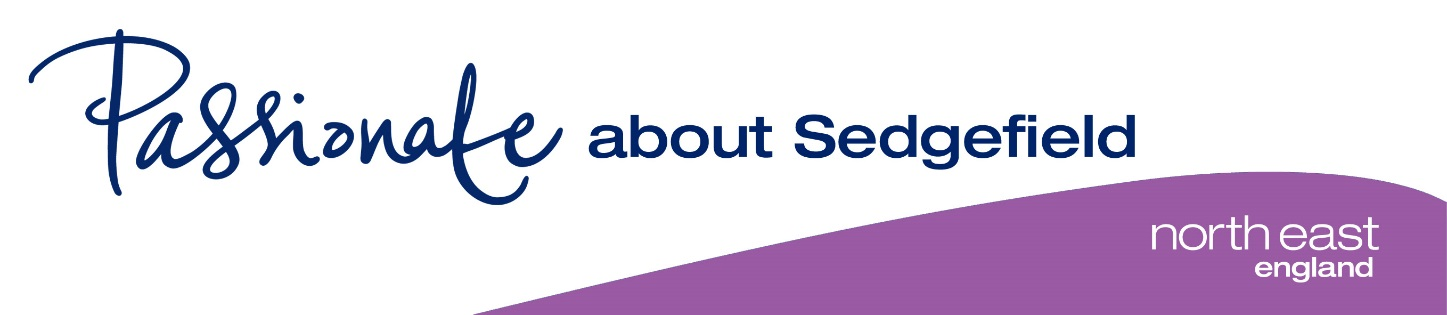 Passionate about Sedgefield
north east
england